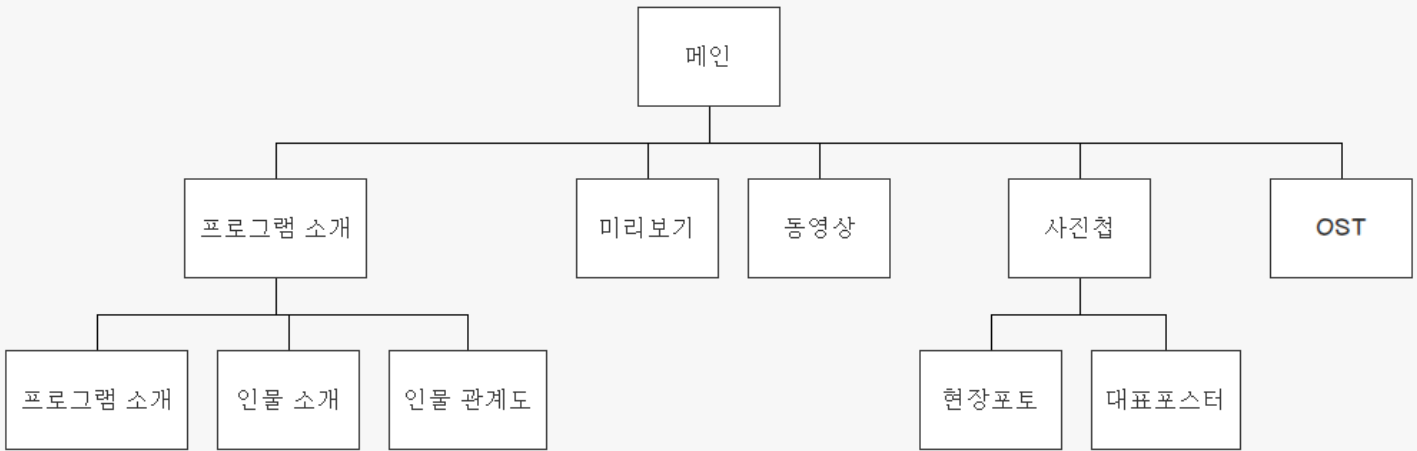 메인
프로그램 소개
미리보기
동영상
사진첩
OST
프로그램 소개
인물 소개
인물 관계도
현장포토
대표포스터